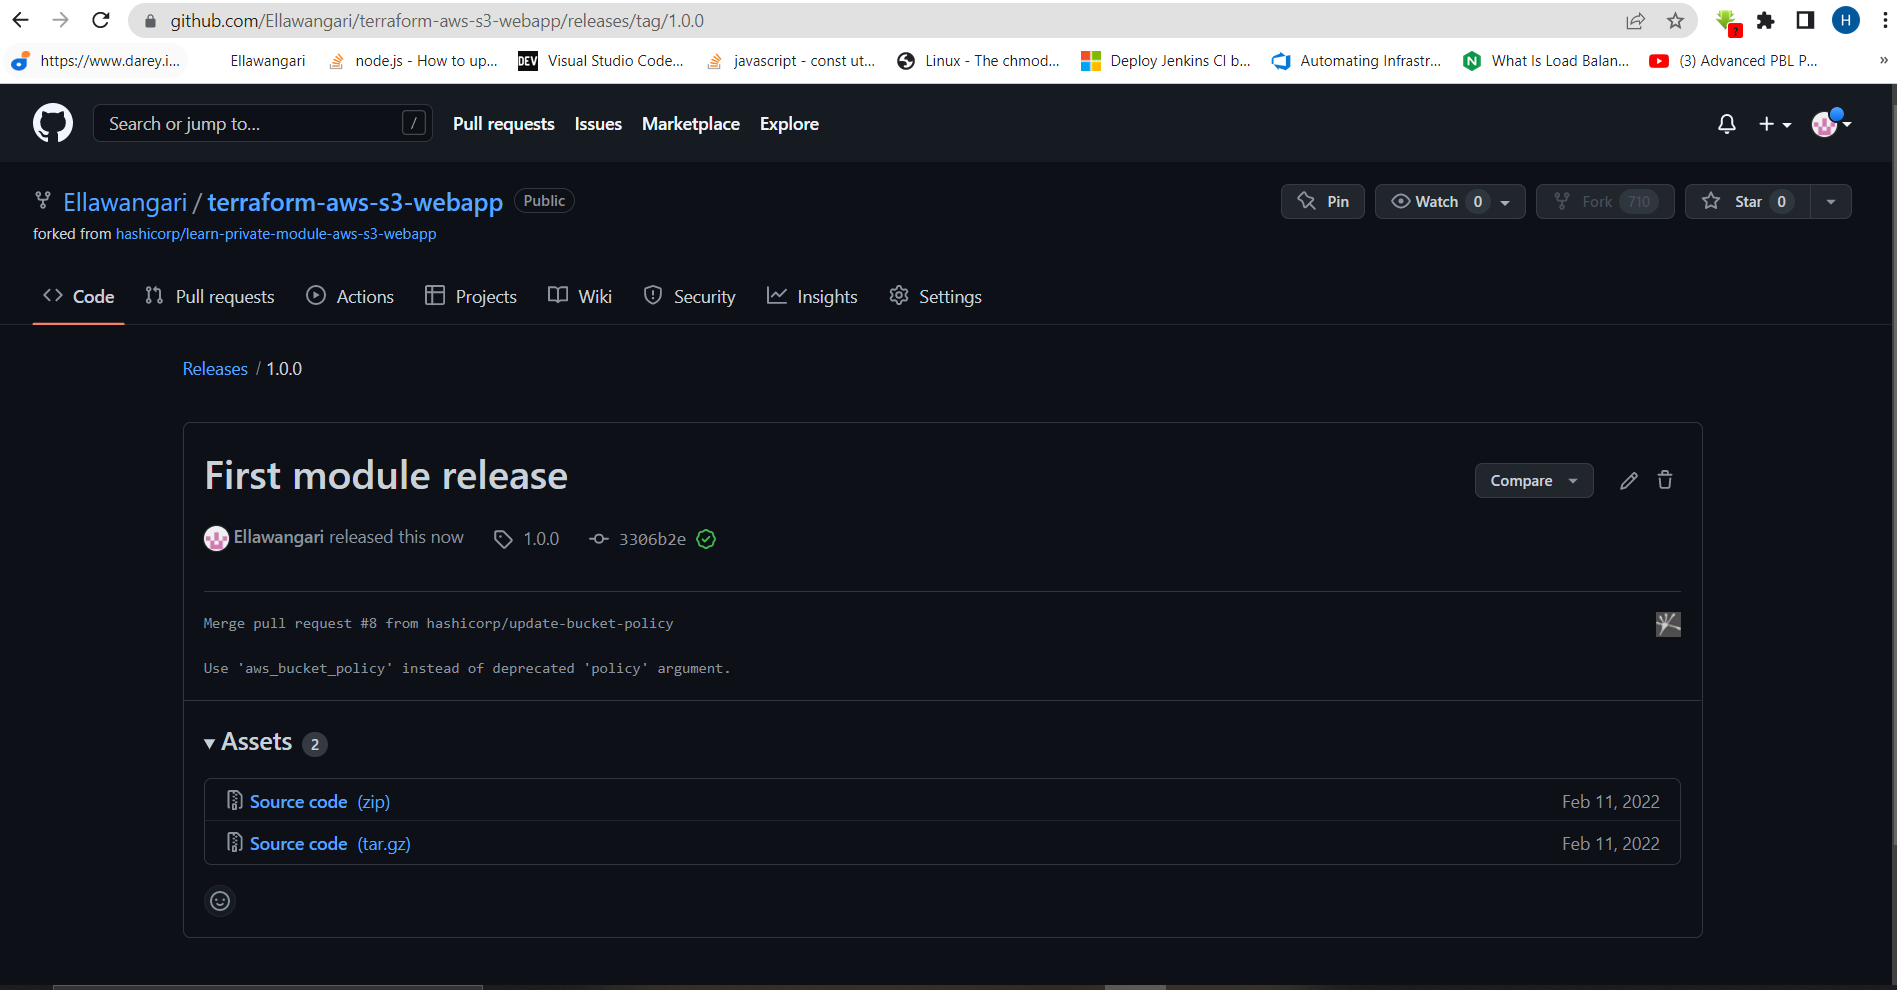 github.com/Ellawangari/terraform-aws-s3-webapp/releases/tag/1.0.0
?
H
https://www.darey.i...
Ellawangari
node.js - How to up...
DEV
Visual Studio Code...
javascript - const ut...
Linux - The chmod...
Deploy Jenkins CI b...
Automating Infrastr...
N
What Is Load Balan...
(3) Advanced PBL P...
»
Search or jump to... /
Pull requests
Issues
Marketplace
Explore
Ellawangari / terraform-aws-s3-webapp Public
Pin
Watch 0
Fork 710
Star 0
forked from hashicorp/learn-private-module-aws-s3-webapp
Code
Pull requests
Actions
Projects
Wiki
Security
Insights
Settings
Releases / 1.0.0
First module release
Compare
Ellawangari released this now
1.0.0
3306b2e
Merge pull request #8 from hashicorp/update-bucket-policy
Use 'aws_bucket_policy' instead of deprecated 'policy' argument.
Assets 2
Source code (zip) Feb 11, 2022
Source code (tar.gz) Feb 11, 2022